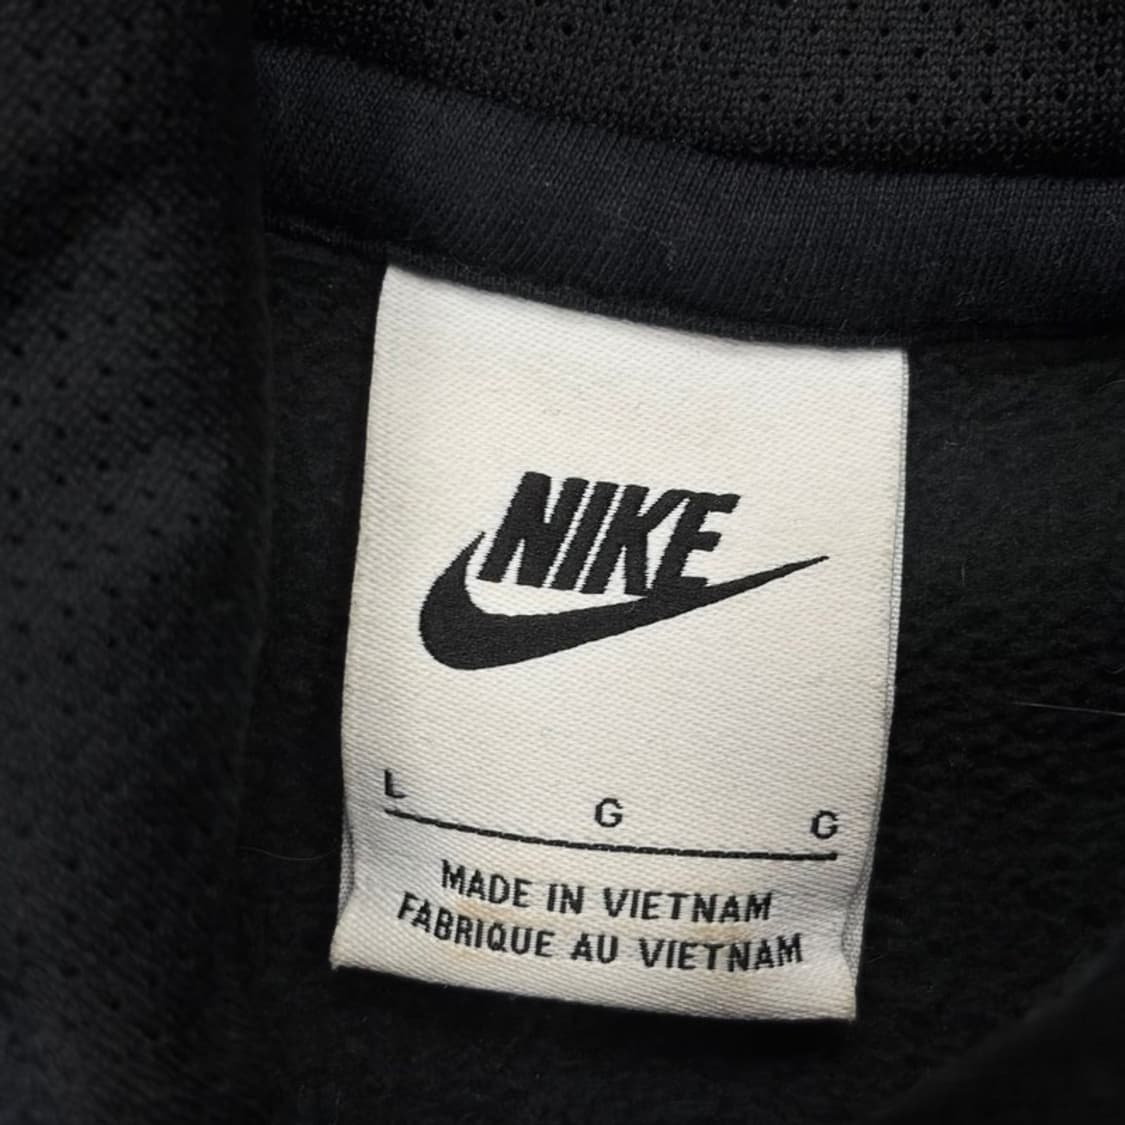 NIKE
L G G
MADE IN VIETNAM
FABRIQUE AU VIETNAM